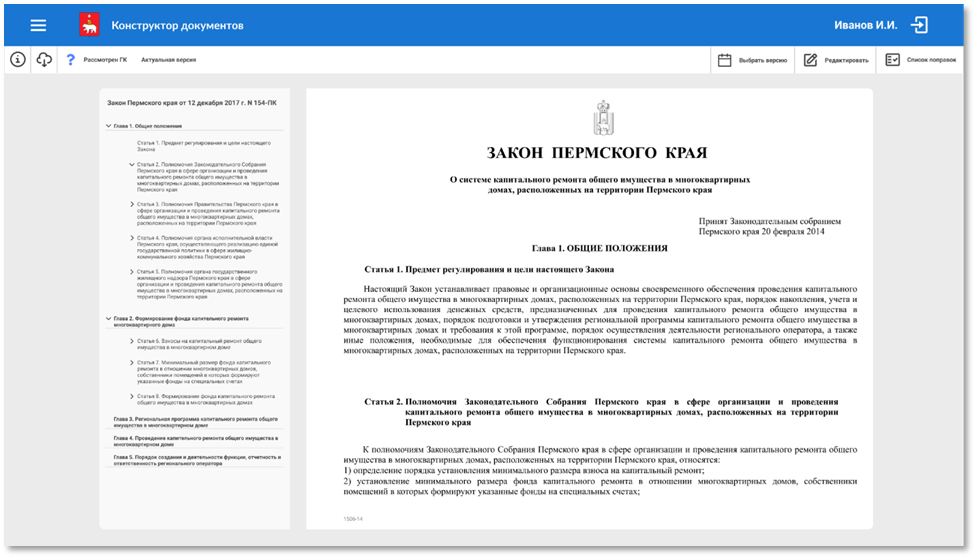 Конструктор документов
Иванов И.И.
? Рассмотрен ГК Актуальная версия
Выбрать версию Редактировать Список поправок
Закон Пермского края от 12 декабря 2017 г. N 154-ПК
Глава 1. Общие положения
Статья 1. Предмет регулирования и цели настоящего
Закона
Статья 2. Полномочия Законодательного Собрания
Пермского края в сфере организации и проведения
капитального ремонта общего имущества в
многоквартирных домах, расположенных на территории
Пермского края
Статья 3. Полномочия Правительства Пермского края в
сфере организации и проведения капитального ремонта
общего имущества в многоквартирных домах,
расположенных на территории Пермского края
Статья 4. Полномочия органа исполнительной власти
Пермского края, осуществляющего реализацию единой
государственной политики в сфере жилищно-
коммунального хозяйства Пермского края
Статья 5. Полномочия органа государственного
жилищного надзора Пермского края в сфере
организации и проведения капитального ремонта общего
имущества в многоквартирных домах, расположенных на
территории Пермского края
Глава 2. Формирование фонда капитального ремонта
многоквартирного дома
Статья 6. Взносы на капитальный ремонт общего
имущества в многоквартирном доме
Статья 7. Минимальный размер фонда капитального
ремонта в отношении многоквартирных домов,
собственники помещений в которых формируют
указанные фонды на специальных счетах
Статья 8. Формирование фонда капитального ремонта
общего имущества в многоквартирных домах
Глава 3. Региональная программа капитального ремонта общего
имущества в многоквартирном доме
Глава 4. Проведение капетельного ремонта общего имущества в
многоквартирном доме
Глава 5. Порядок создания и деятельности функции, отчетность и
ответственость регионального оператора
ЗАКОН ПЕРМСКОГО КРАЯ
О системе капитального ремонта общего имущества в многоквартирных
домах, расположенных на территории Пермского края
Принят Законодательным собранием
Пермского края 20 февраля 2014
Глава 1. ОБЩИЕ ПОЛОЖЕНИЯ
Статья 1. Предмет регулирования и цели настоящего Закона
Настоящий Закон устанавливает правовые и организационные основы своевременного обеспечения проведения капитального
ремонта общего имущества в многоквартирных домах, расположенных на территории Пермского края, порядок накопления, учета и
целевого использования денежных средств, предназначенных для проведения капитального ремонта общего имущества в
многоквартирных домах, порядок подготовки и утверждения региональной программы капитального ремонта общего имущества в
многоквартирных домах и требования к этой программе, порядок осуществления деятельности регионального оператора, а также
иные положения, необходимые для обеспечения функционирования системы капитального ремонта общего имущества в
многоквартирных домах, расположенных на территории Пермского края.
Статья 2. Полномочия Законодательного Собрания Пермского края в сфере организации и проведения
капитального ремонта общего имущества в многоквартирных домах, расположенных на территории
Пермского края
К полномочиям Законодательного Собрания Пермского края в сфере организации и проведения капитального ремонта общего
имущества в многоквартирных домах, расположенных на территории Пермского края, относятся:
1) определение порядка установления минимального размера взноса на капитальный ремонт;
2) установление минимального размера фонда капитального ремонта в отношении многоквартирных домов, собственники
помещений в которых формируют указанные фонды на специальных счетах;
1506-14